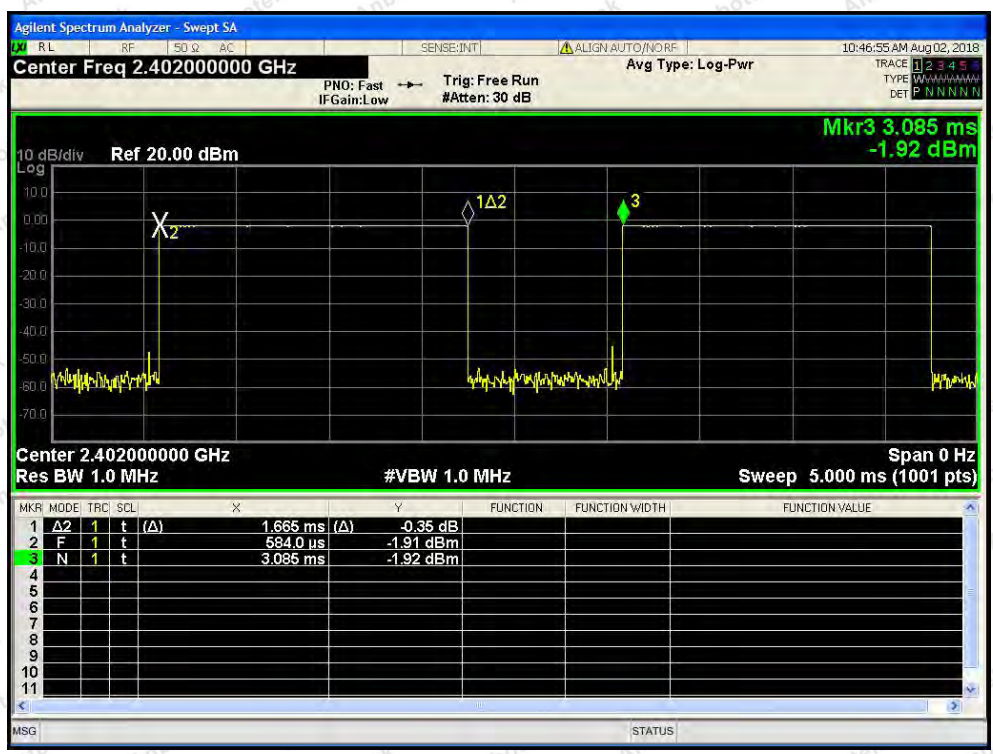 Agilent Spectrum Analyzer - Swept SA
LXI RL RF 50 Ω AC SENSE:INT ALIGN AUTO/NO RF 10:46:55 AM Aug 02, 2018
Center Freq 2.402000000 GHz Avg Type: Log-Pwr TRACE 1 2 3 4 5 6
PNO: Fast Trig: Free Run TYPE WWWWWW
IFGain:Low #Atten: 30 dB DET P N N N N N
Mkr3 3.085 ms
10 dB/div Ref 20.00 dBm -1.92 dBm
Log
10.0
1Δ2 3
0.00
2
-10.0
-20.0
-30.0
-40.0
-50.0
-60.0
-70.0
Center 2.402000000 GHz Span 0 Hz
Res BW 1.0 MHz #VBW 1.0 MHz Sweep 5.000 ms (1001 pts)
MKR MODE TRC SCL X Y FUNCTION FUNCTION WIDTH FUNCTION VALUE
1 Δ2 1 t (Δ) 1.665 ms (Δ) -0.35 dB
2 F 1 t 584.0 µs -1.91 dBm
3 N 1 t 3.085 ms -1.92 dBm
4
5
6
7
8
9
10
11
MSG STATUS